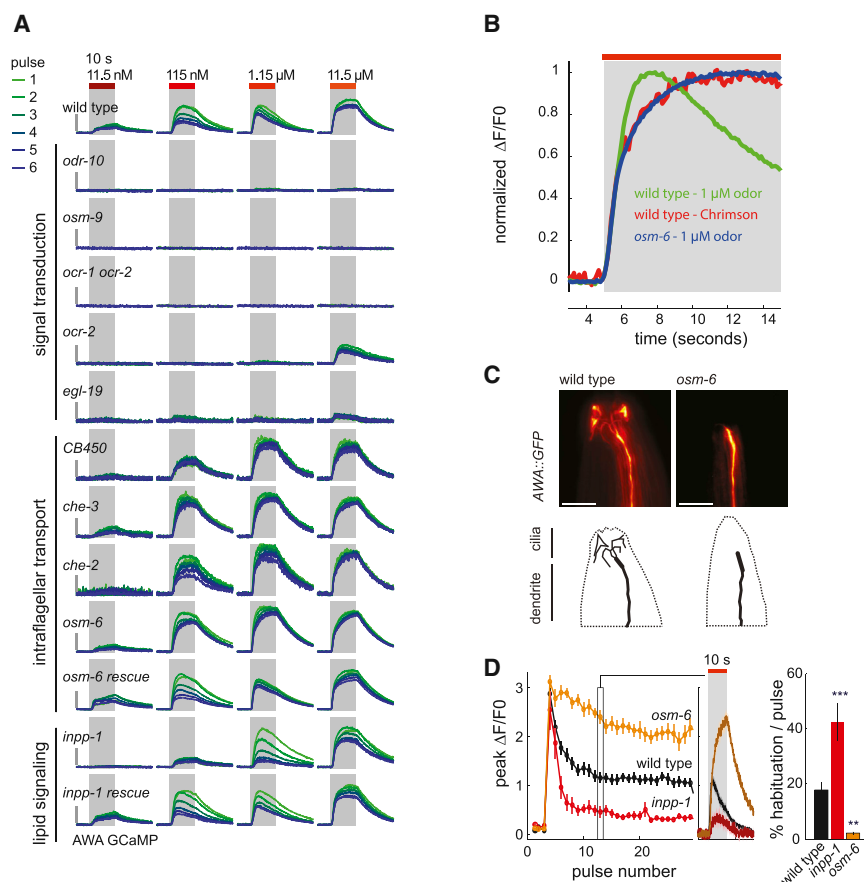 A
pulse
1
2
3
4
5
6
10 s
11.5 nM
115 nM
1.15 µM
11.5 µM
wild type
signal transduction
odr-10
osm-9
ocr-1 ocr-2
ocr-2
egl-19
intraflagellar transport
CB450
che-3
che-2
osm-6
osm-6 rescue
lipid signaling
inpp-1
inpp-1 rescue
AWA GCaMP
B
normalized ΔF/F0
1
0.8
0.6
0.4
0.2
0
wild type - 1 µM odor
wild type - Chrimson
osm-6 - 1 µM odor
4 6 8 10 12 14
time (seconds)
C
wild type
osm-6
AWA::GFP
cilia
dendrite
D
peak ΔF/F0
3
2
1
0
osm-6
wild type
inpp-1
0 10 20
pulse number
10 s
% habituation / pulse
60
40
20
0
***
**
wild type
inpp-1
osm-6